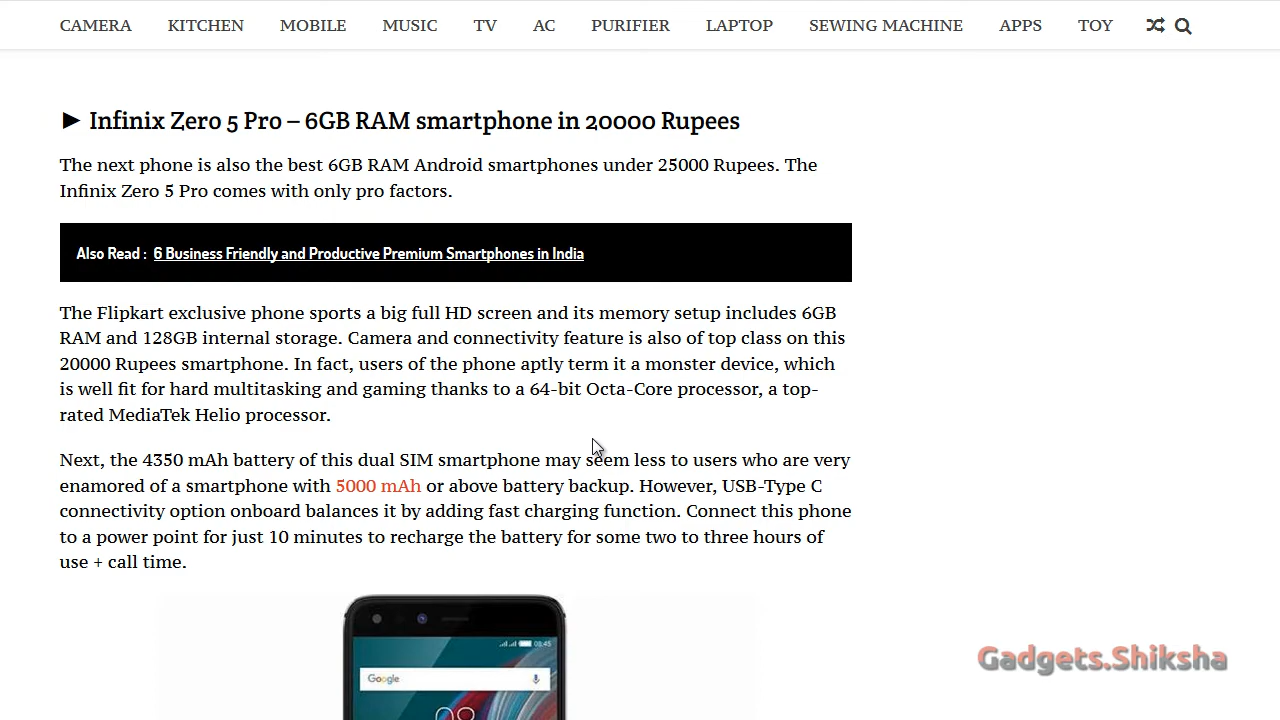 CAMERA KITCHEN MOBILE MUSIC TV AC PURIFIER LAPTOP SEWING MACHINE APPS TOY
► Infinix Zero 5 Pro – 6GB RAM smartphone in 20000 Rupees
The next phone is also the best 6GB RAM Android smartphones under 25000 Rupees. The
Infinix Zero 5 Pro comes with only pro factors.
Also Read : 6 Business Friendly and Productive Premium Smartphones in India
The Flipkart exclusive phone sports a big full HD screen and its memory setup includes 6GB
RAM and 128GB internal storage. Camera and connectivity feature is also of top class on this
20000 Rupees smartphone. In fact, users of the phone aptly term it a monster device, which
is well fit for hard multitasking and gaming thanks to a 64-bit Octa-Core processor, a top-
rated MediaTek Helio processor.
Next, the 4350 mAh battery of this dual SIM smartphone may seem less to users who are very
enamored of a smartphone with 5000 mAh or above battery backup. However, USB-Type C
connectivity option onboard balances it by adding fast charging function. Connect this phone
to a power point for just 10 minutes to recharge the battery for some two to three hours of
use + call time.
08:45
Google
Gadgets.Shiksha